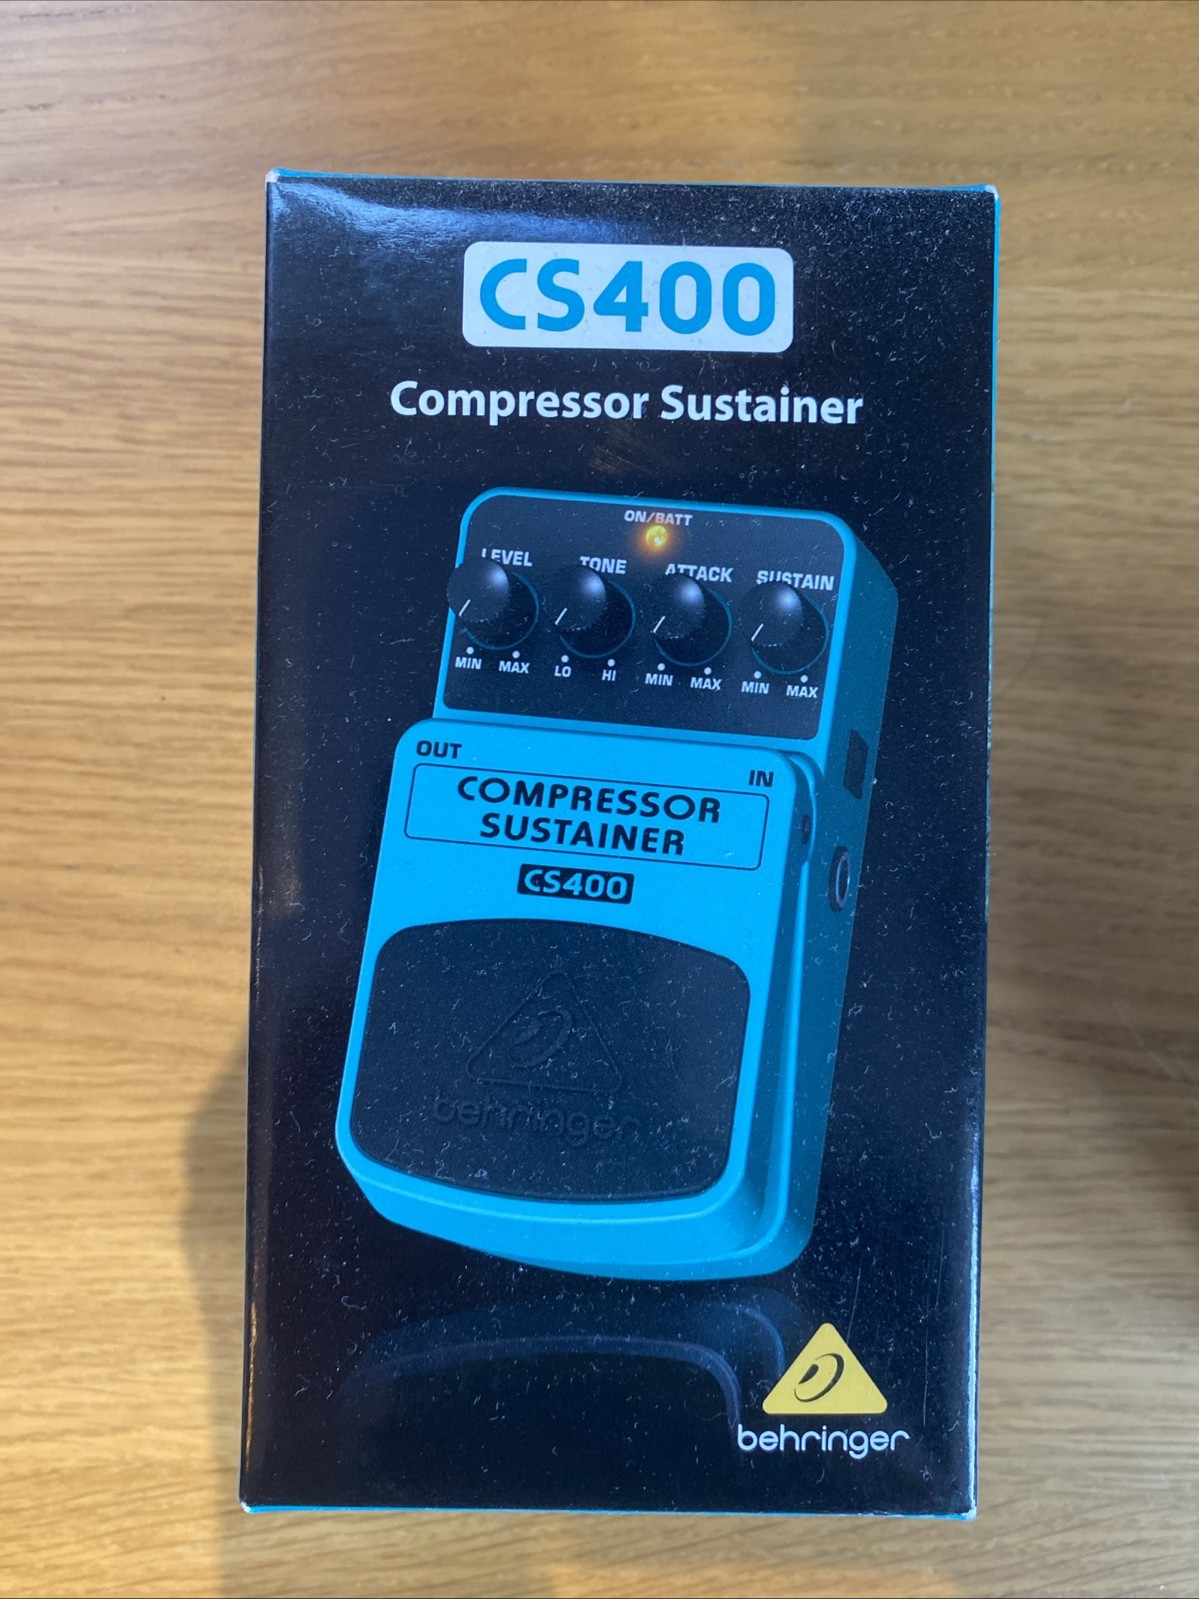 CS400
Compressor Sustainer
ON/BATT
LEVEL TONE ATTACK SUSTAIN
MIN MAX LO HI MIN MAX MIN MAX
OUT IN
COMPRESSOR
SUSTAINER
CS400
behringer
behringer